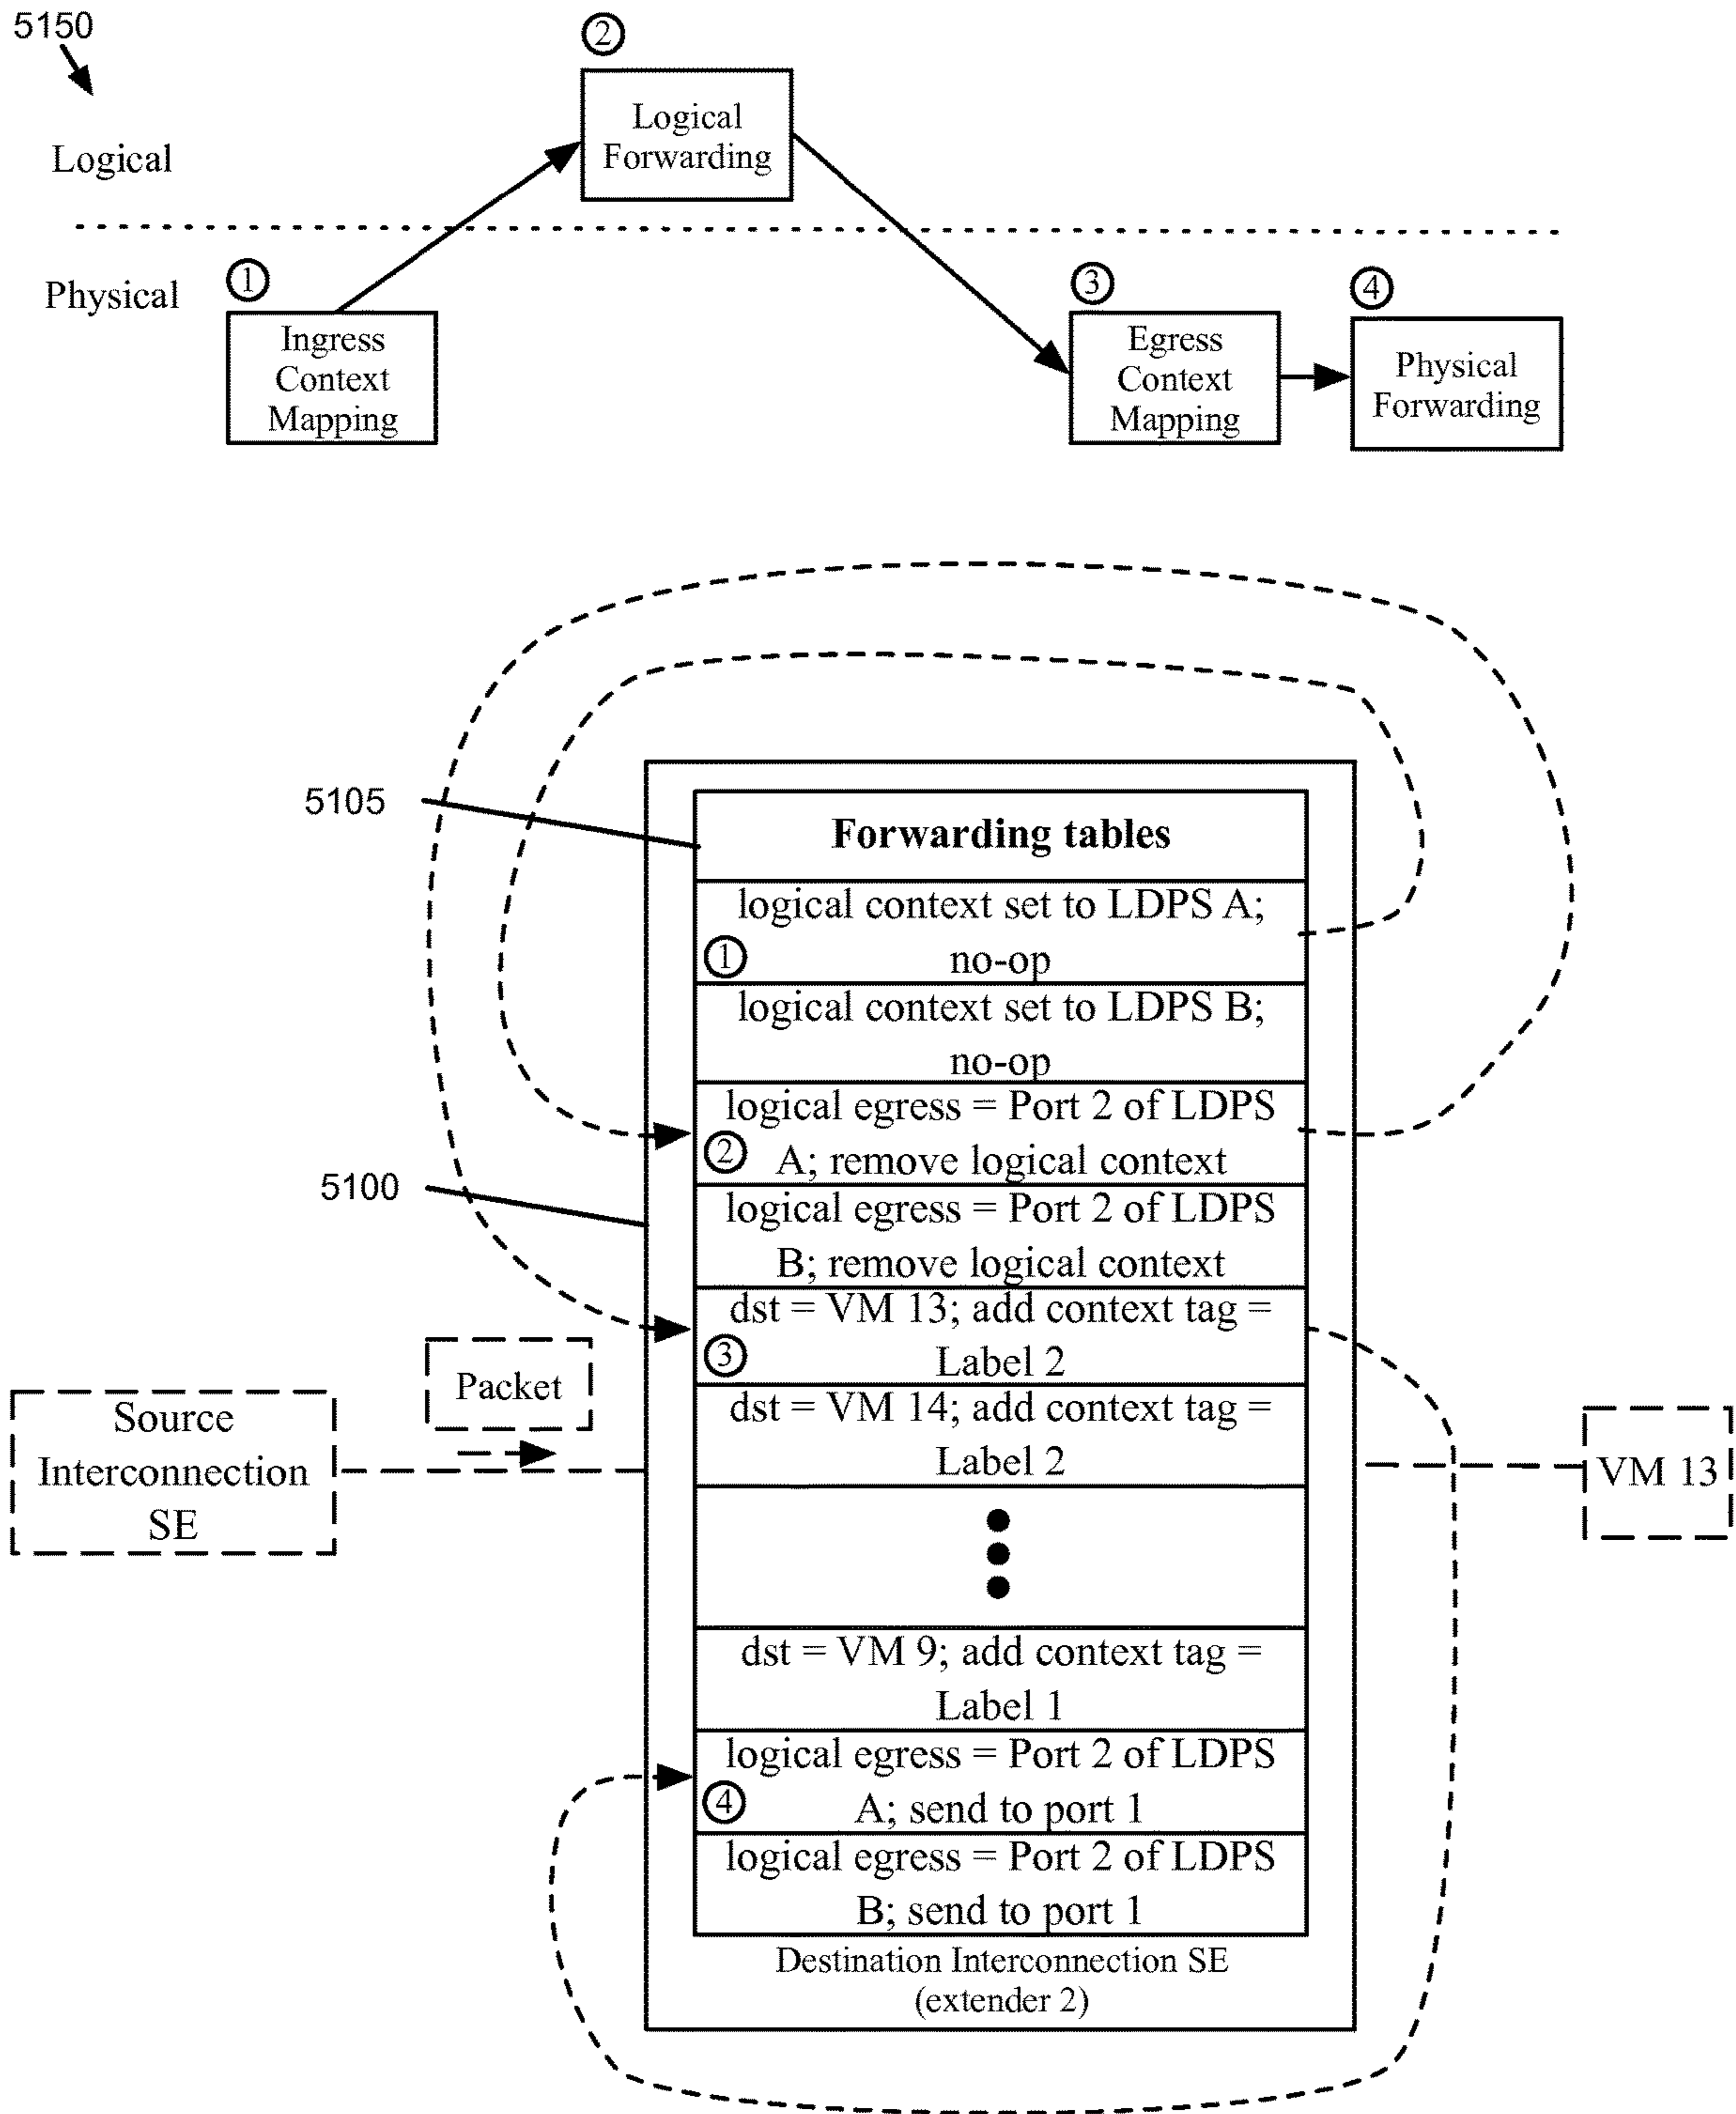 5150
②
Logical
Forwarding
Logical
Physical
①
Ingress
Context
Mapping
③
Egress
Context
Mapping
④
Physical
Forwarding
5105
Forwarding tables
logical context set to LDPS A;
① no-op
logical context set to LDPS B;
no-op
logical egress = Port 2 of LDPS
② A; remove logical context
5100
logical egress = Port 2 of LDPS
B; remove logical context
dst = VM 13; add context tag =
③ Label 2
dst = VM 14; add context tag =
Label 2
Packet
Source
Interconnection
SE
VM 13
dst = VM 9; add context tag =
Label 1
logical egress = Port 2 of LDPS
④ A; send to port 1
logical egress = Port 2 of LDPS
B; send to port 1
Destination Interconnection SE
(extender 2)